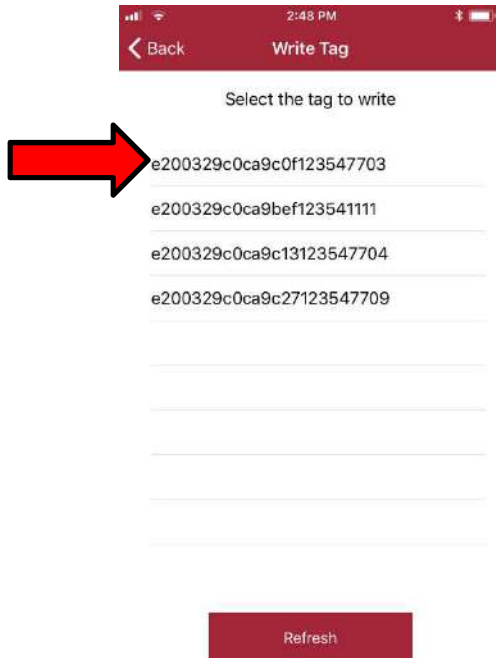 2:48 PM
Back Write Tag
Select the tag to write
e200329c0ca9c0f123547703
e200329c0ca9bef123541111
e200329c0ca9c13123547704
e200329c0ca9c27123547709
Refresh